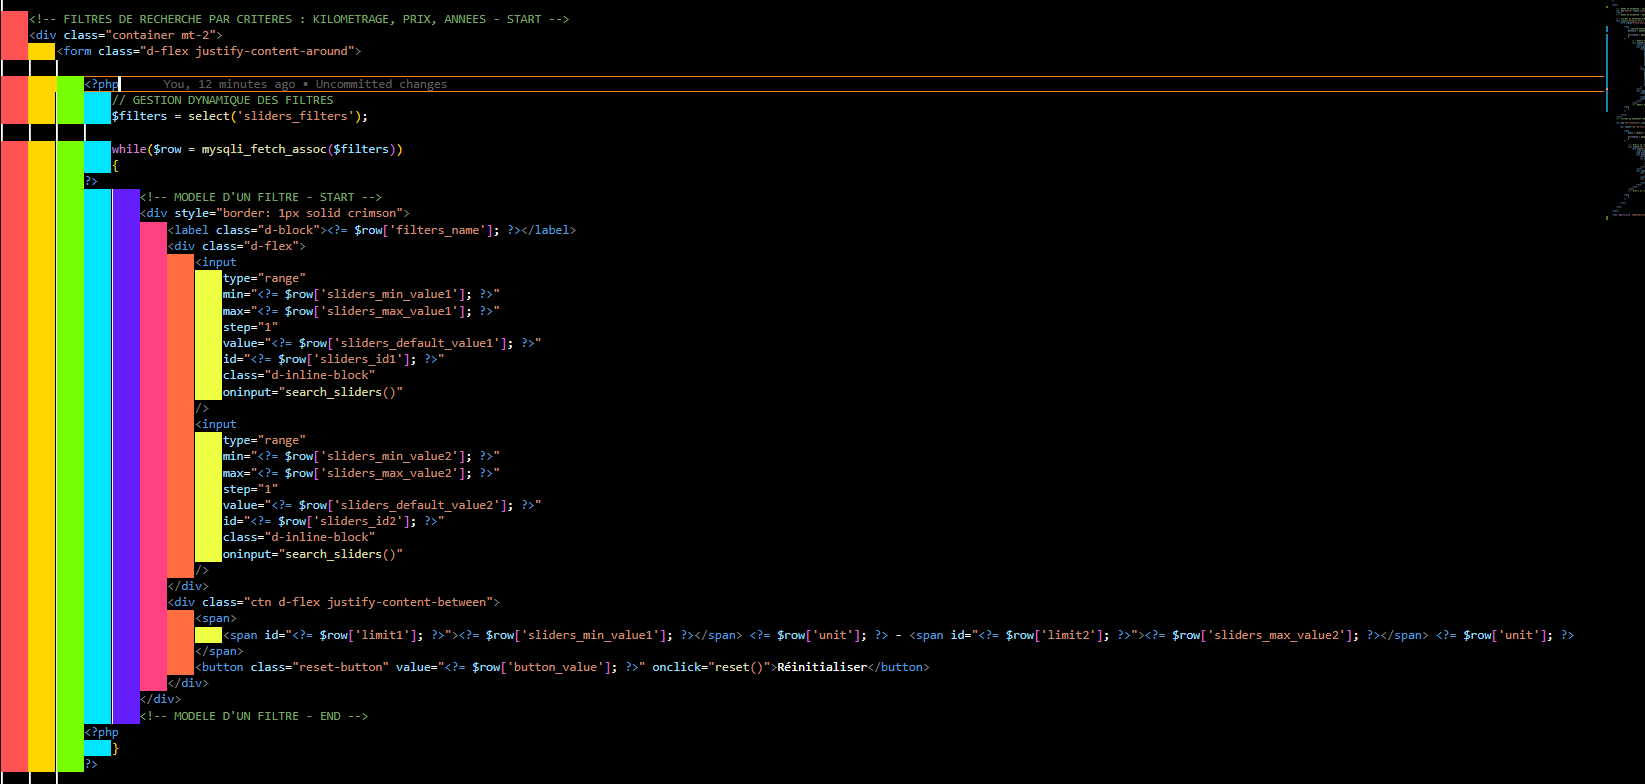 <!-- FILTRES DE RECHERCHE PAR CRITERES : KILOMETRAGE, PRIX, ANNEES - START -->
<div class="container mt-2">
<form class="d-flex justify-content-around">
<?php You, 12 minutes ago • Uncommitted changes
// GESTION DYNAMIQUE DES FILTRES
$filters = select('sliders_filters');
while($row = mysqli_fetch_assoc($filters))
{
?>
<!-- MODELE D'UN FILTRE - START -->
<div style="border: 1px solid crimson">
<label class="d-block"><?= $row['filters_name']; ?></label>
<div class="d-flex">
<input
type="range"
min="<?= $row['sliders_min_value1']; ?>"
max="<?= $row['sliders_max_value1']; ?>"
step="1"
value="<?= $row['sliders_default_value1']; ?>"
id="<?= $row['sliders_id1']; ?>"
class="d-inline-block"
oninput="search_sliders()"
/>
<input
type="range"
min="<?= $row['sliders_min_value2']; ?>"
max="<?= $row['sliders_max_value2']; ?>"
step="1"
value="<?= $row['sliders_default_value2']; ?>"
id="<?= $row['sliders_id2']; ?>"
class="d-inline-block"
oninput="search_sliders()"
/>
</div>
<div class="ctn d-flex justify-content-between">
<span>
<span id="<?= $row['limit1']; ?>"><?= $row['sliders_min_value1']; ?></span> <?= $row['unit']; ?> - <span id="<?= $row['limit2']; ?>"><?= $row['sliders_max_value2']; ?></span> <?= $row['unit']; ?>
</span>
<button class="reset-button" value="<?= $row['button_value']; ?>" onclick="reset()">Réinitialiser</button>
</div>
</div>
<!-- MODELE D'UN FILTRE - END -->
<?php
}
?>